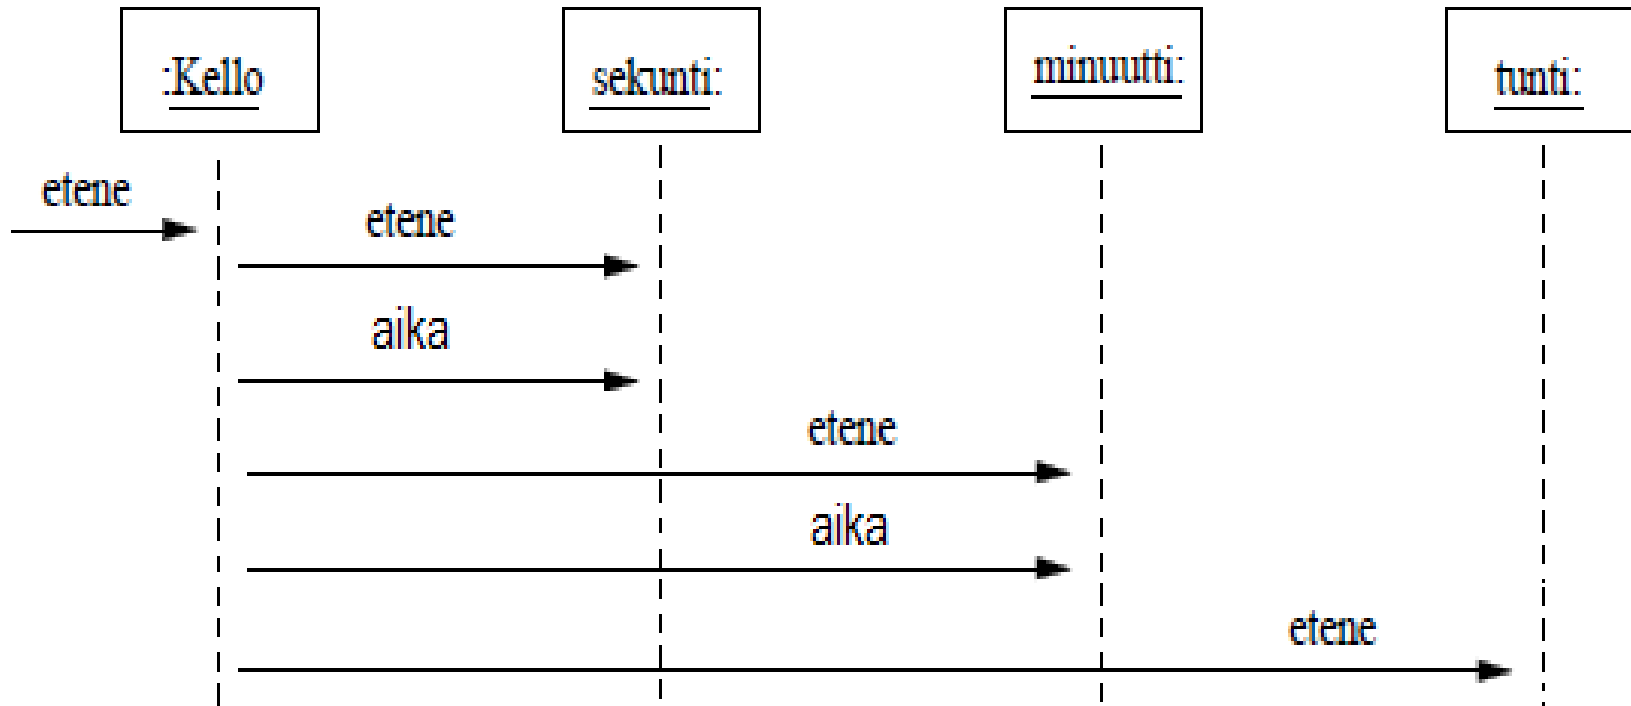 :Kello
sekunti:
minuutti:
tunti:
etene
etene
aika
etene
aika
etene